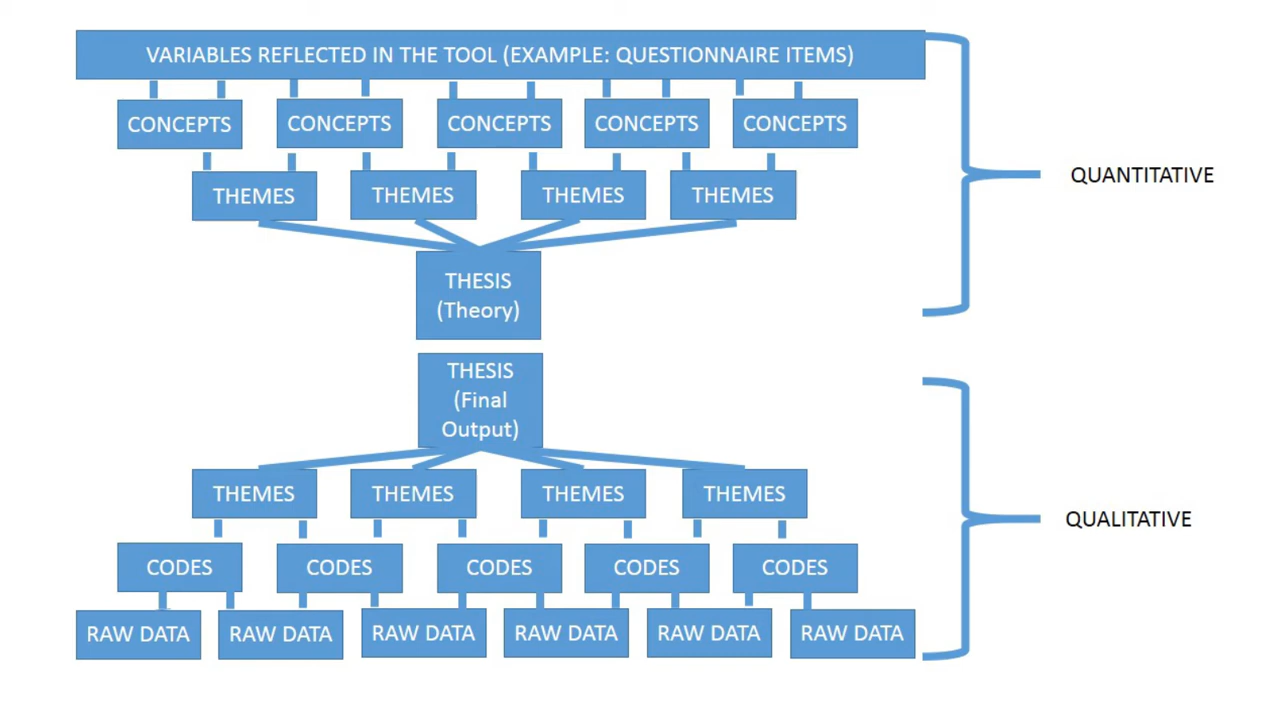 VARIABLES REFLECTED IN THE TOOL (EXAMPLE: QUESTIONNAIRE ITEMS)
CONCEPTS CONCEPTS CONCEPTS CONCEPTS CONCEPTS
THEMES THEMES THEMES THEMES
QUANTITATIVE
THESIS
(Theory)
THESIS
(Final
Output)
THEMES THEMES THEMES THEMES
QUALITATIVE
CODES CODES CODES CODES CODES
RAW DATA RAW DATA RAW DATA RAW DATA RAW DATA RAW DATA